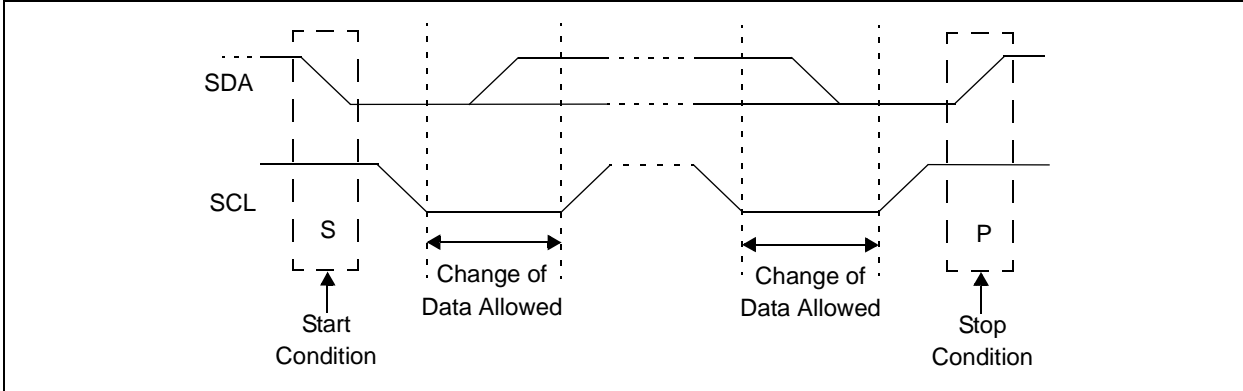 SDA
SCL
S
P
Change of
Data Allowed
Change of
Data Allowed
Start
Condition
Stop
Condition